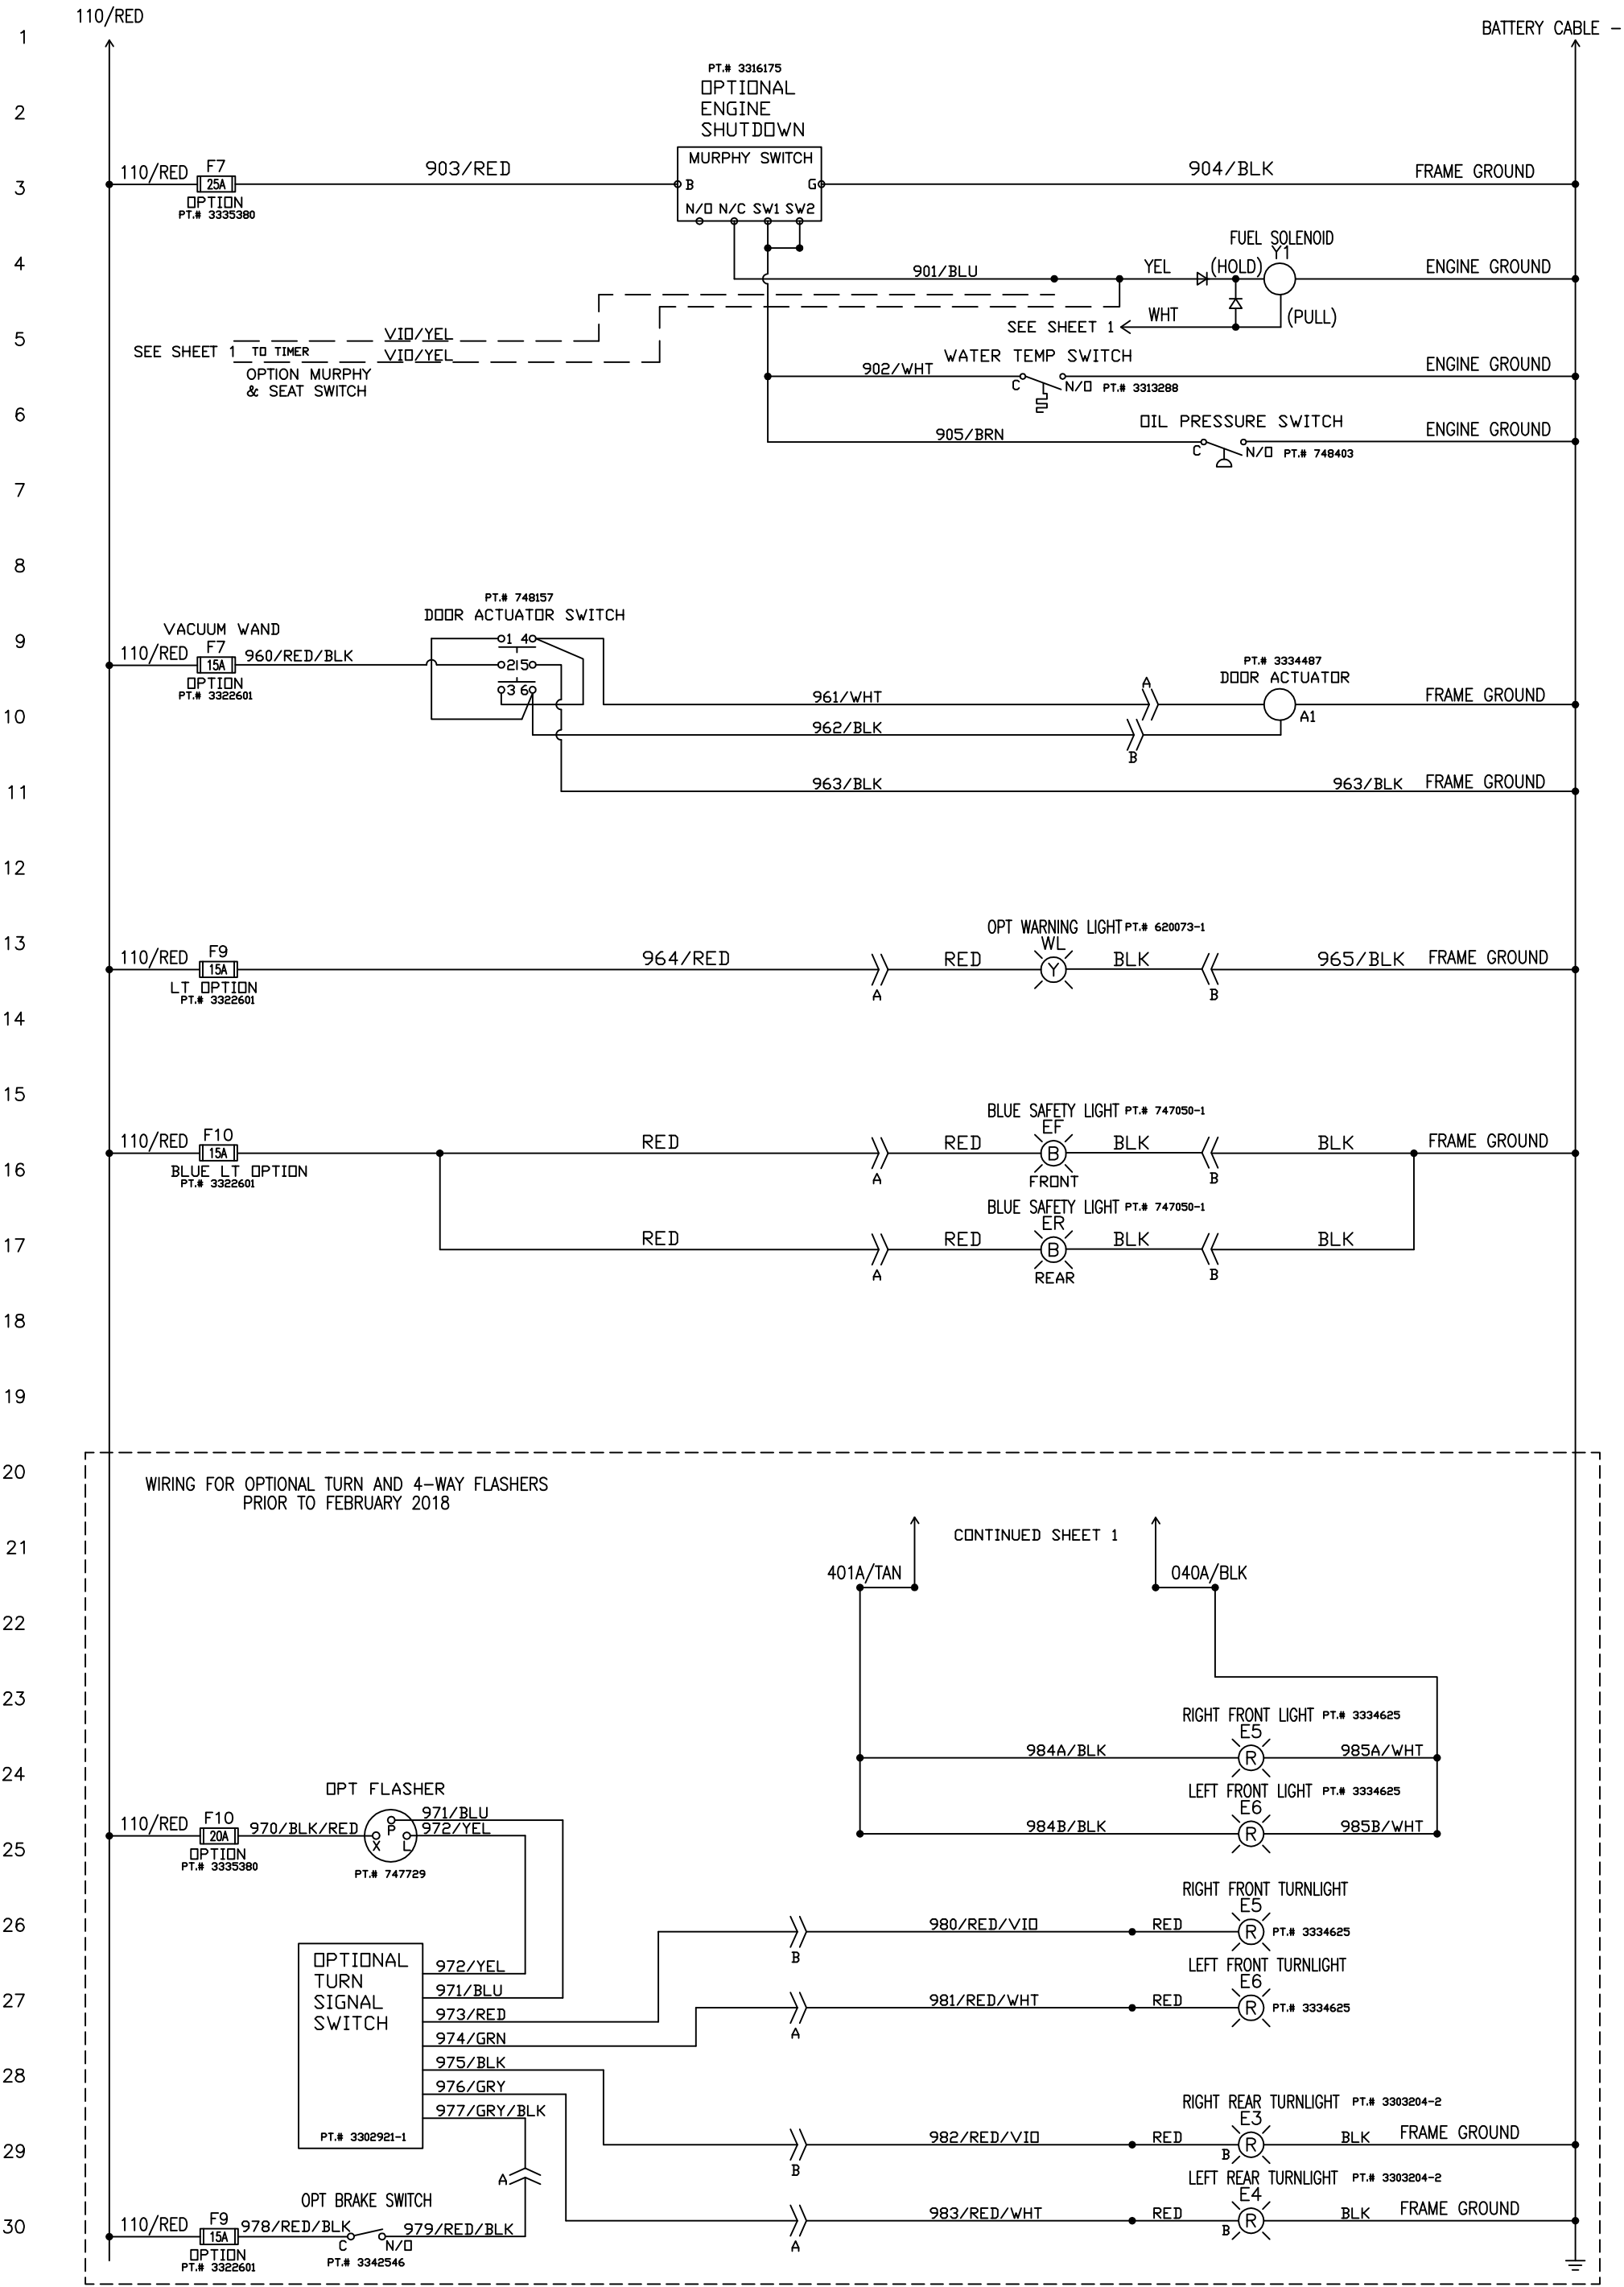 110/RED
BATTERY CABLE -
1
PT.# 3316175
OPTIONAL
ENGINE
SHUTDOWN
2
MURPHY SWITCH
B
G
N/O N/C SW1 SW2
110/RED
F7
25A
OPTION
PT.# 3335380
903/RED
904/BLK
FRAME GROUND
3
FUEL SOLENOID
Y1
901/BLU
YEL
(HOLD)
ENGINE GROUND
4
WHT
(PULL)
SEE SHEET 1
VIO/YEL
VIO/YEL
SEE SHEET 1 TO TIMER
OPTION MURPHY
& SEAT SWITCH
5
WATER TEMP SWITCH
902/WHT
C
N/O PT.# 3313288
ENGINE GROUND
6
OIL PRESSURE SWITCH
905/BRN
C
N/O PT.# 748403
ENGINE GROUND
7
8
PT.# 748157
DOOR ACTUATOR SWITCH
9
VACUUM WAND
110/RED
F7
15A
OPTION
PT.# 3322601
960/RED/BLK
1 4
2 5
3 6
PT.# 3334487
DOOR ACTUATOR
961/WHT
A
A1
FRAME GROUND
10
962/BLK
B
963/BLK
963/BLK
FRAME GROUND
11
12
OPT WARNING LIGHT PT.# 620073-1
WL
13
110/RED
F9
15A
LT OPTION
PT.# 3322601
964/RED
A
RED
Y
BLK
B
965/BLK
FRAME GROUND
14
15
BLUE SAFETY LIGHT PT.# 747050-1
EF
110/RED
F10
15A
BLUE LT OPTION
PT.# 3322601
RED
A
RED
B
FRONT
BLK
B
BLK
FRAME GROUND
16
BLUE SAFETY LIGHT PT.# 747050-1
ER
17
RED
A
RED
B
REAR
BLK
B
BLK
18
19
20
WIRING FOR OPTIONAL TURN AND 4-WAY FLASHERS
PRIOR TO FEBRUARY 2018
21
CONTINUED SHEET 1
401A/TAN
040A/BLK
22
23
RIGHT FRONT LIGHT PT.# 3334625
E5
984A/BLK
R
985A/WHT
24
LEFT FRONT LIGHT PT.# 3334625
E6
984B/BLK
R
985B/WHT
OPT FLASHER
110/RED
F10
20A
OPTION
PT.# 3335380
970/BLK/RED
P
X
L
971/BLU
972/YEL
PT.# 747729
25
RIGHT FRONT TURNLIGHT
E5
26
B
980/RED/VIO
RED
R
PT.# 3334625
LEFT FRONT TURNLIGHT
E6
27
A
981/RED/WHT
RED
R
PT.# 3334625
OPTIONAL
TURN
SIGNAL
SWITCH
972/YEL
971/BLU
973/RED
974/GRN
975/BLK
976/GRY
977/GRY/BLK
PT.# 3302921-1
28
RIGHT REAR TURNLIGHT PT.# 3303204-2
E3
29
B
982/RED/VIO
RED
B
R
BLK
FRAME GROUND
A
LEFT REAR TURNLIGHT PT.# 3303204-2
E4
30
A
983/RED/WHT
RED
B
R
BLK
FRAME GROUND
OPT BRAKE SWITCH
110/RED
F9
15A
OPTION
PT.# 3322601
978/RED/BLK
C
N/O
979/RED/BLK
PT.# 3342546